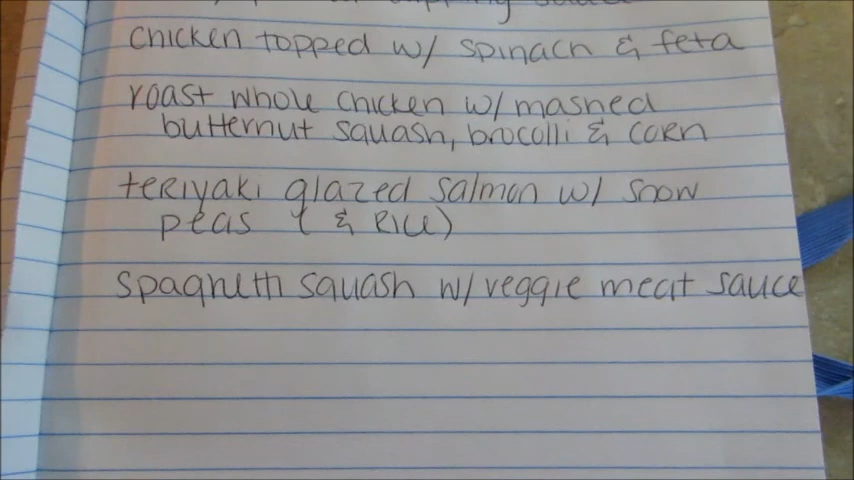 chicken topped w/ spinach & feta
roast whole chicken w/ mashed
butternut squash, brocolli & corn
teriyaki glazed salmon w/ snow
peas ( & rice)
spaghetti squash w/ veggie meat sauce